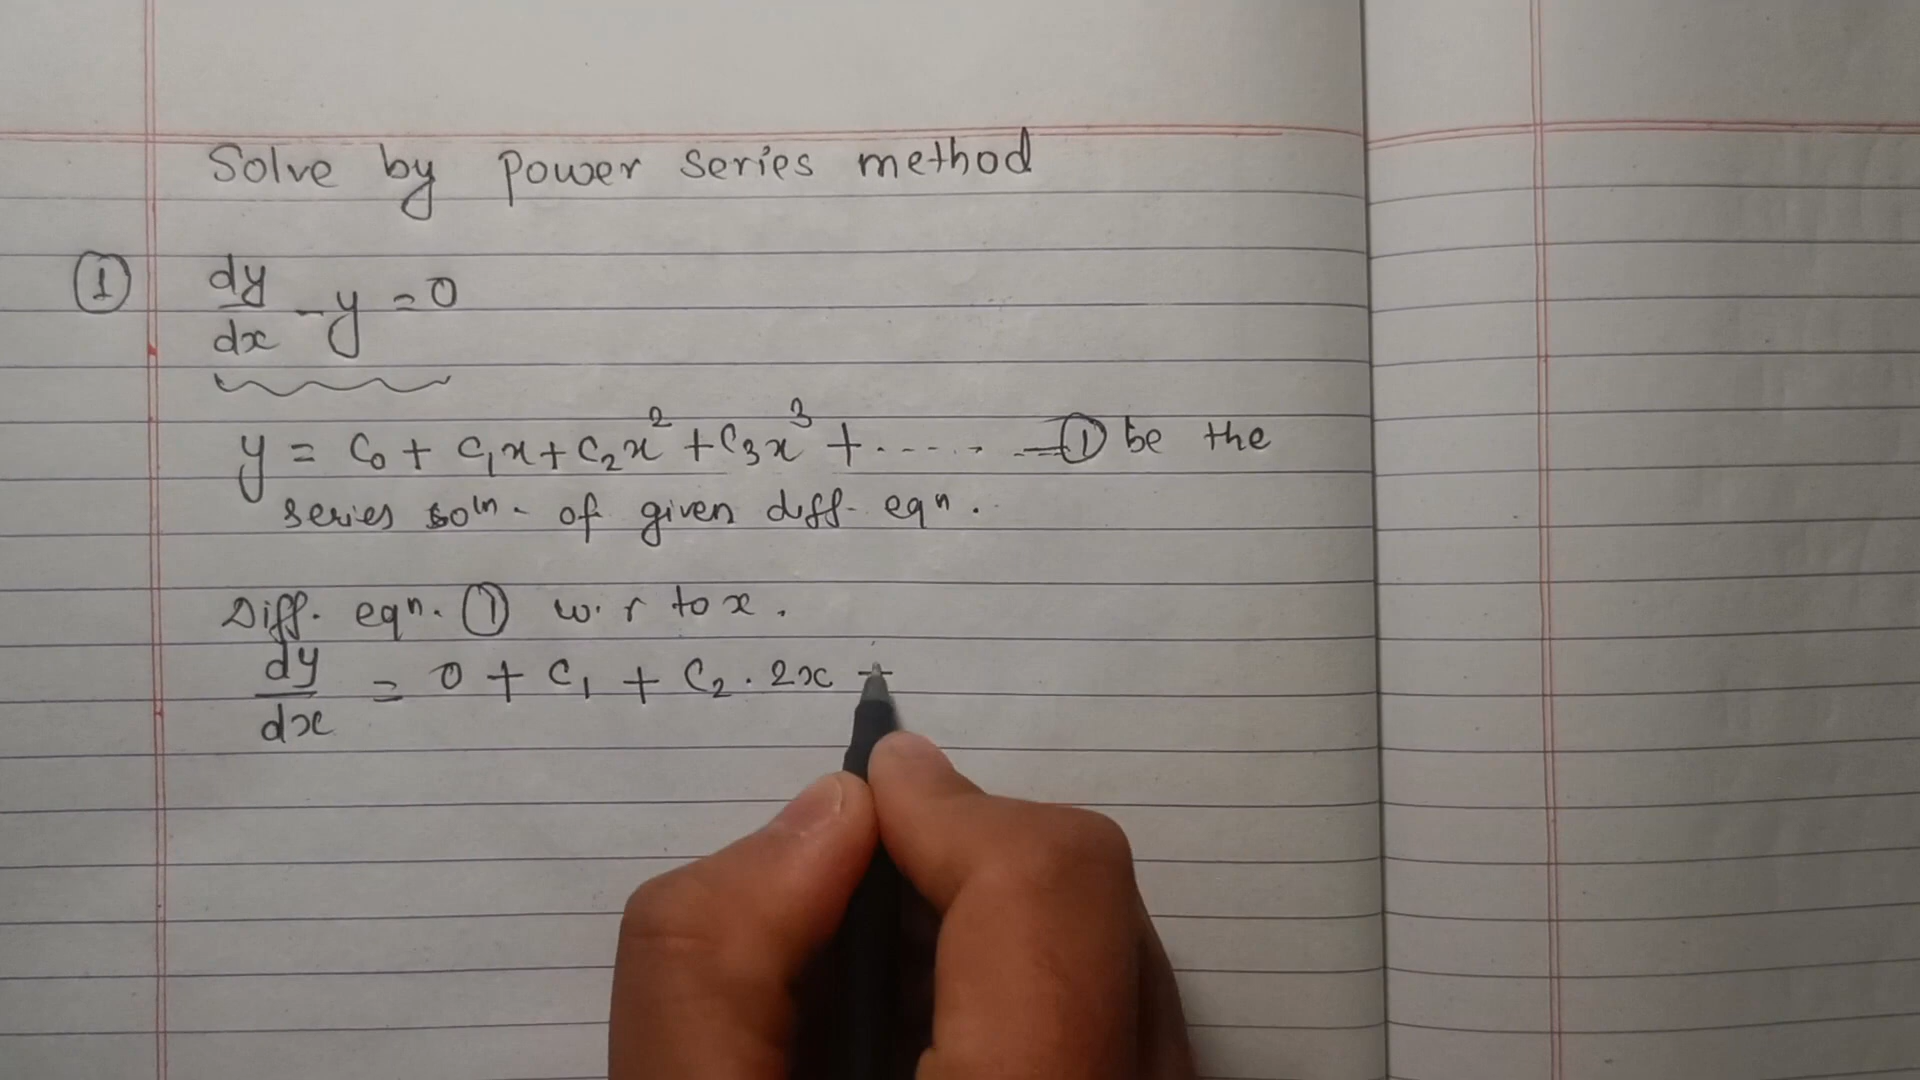 Solve by power series method
① dy/dx - y = 0
y = c₀ + c₁x + c₂x² + c₃x³ + ..... — ① be the
series soln. of given diff. eqⁿ.
Diff. eqⁿ. ① w.r to x.
dy/dx = 0 + c₁ + c₂ . 2x +